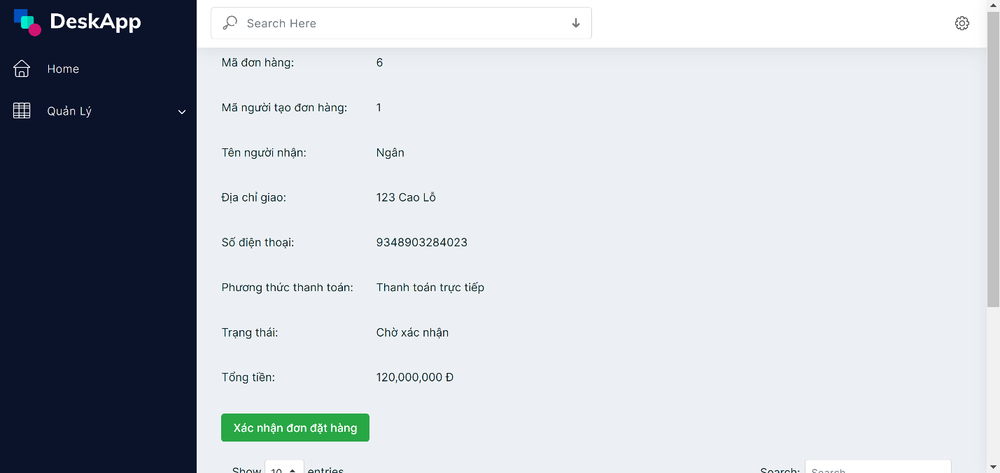 DeskApp
Search Here
Home
Quản Lý
Mã đơn hàng: 6
Mã người tạo đơn hàng: 1
Tên người nhận: Ngân
Địa chỉ giao: 123 Cao Lỗ
Số điện thoại: 9348903284023
Phương thức thanh toán: Thanh toán trực tiếp
Trạng thái: Chờ xác nhận
Tổng tiền: 120,000,000 Đ
Xác nhận đơn đặt hàng
Show 10 entries Search: Search